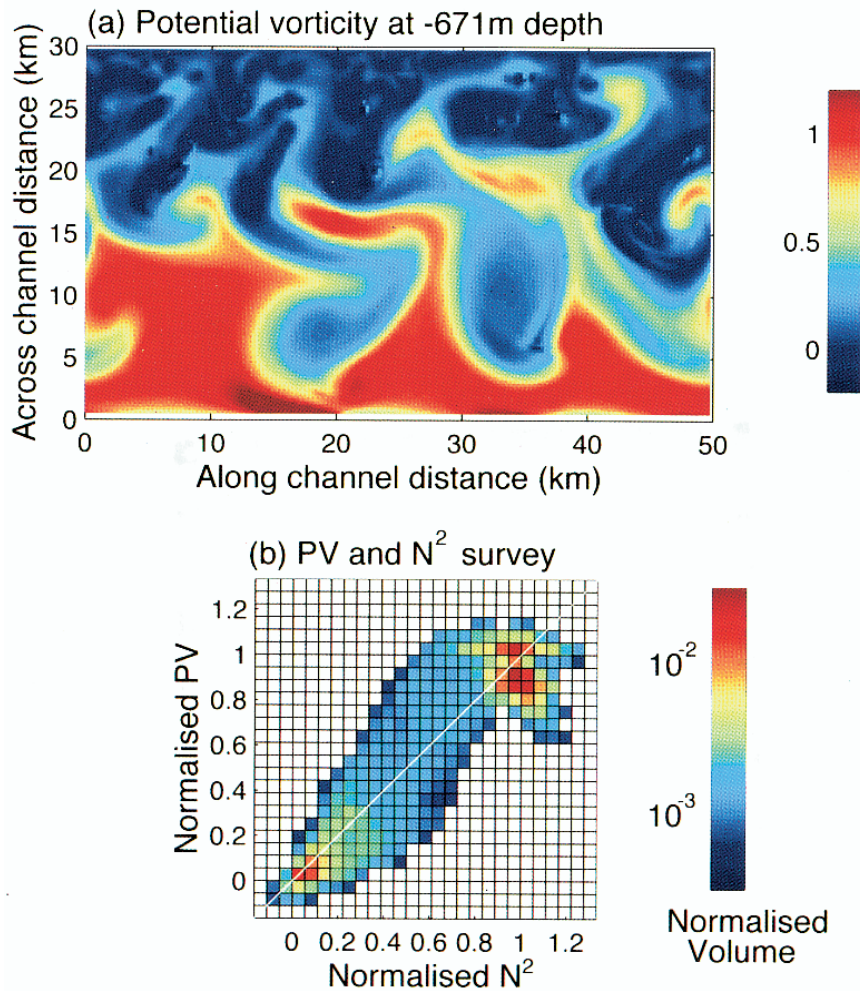 (a) Potential vorticity at -671m depth
Across channel distance (km)
30
25
20
15
10
5
0
0 10 20 30 40 50
Along channel distance (km)
1
0.5
0
(b) PV and N² survey
Normalised PV
1.2
1
0.8
0.6
0.4
0.2
0
0 0.2 0.4 0.6 0.8 1 1.2
Normalised N²
10⁻²
10⁻³
Normalised
Volume